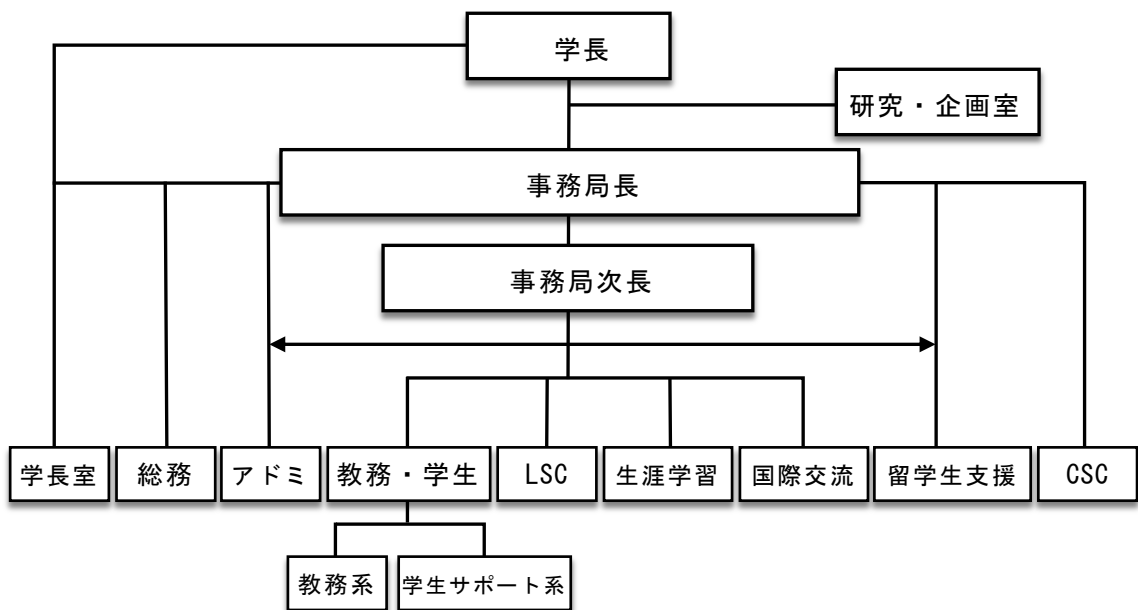 学長
研究・企画室
事務局長
事務局次長
学長室
総務
アドミ
教務・学生
LSC
生涯学習
国際交流
留学生支援
CSC
教務系
学生サポート系